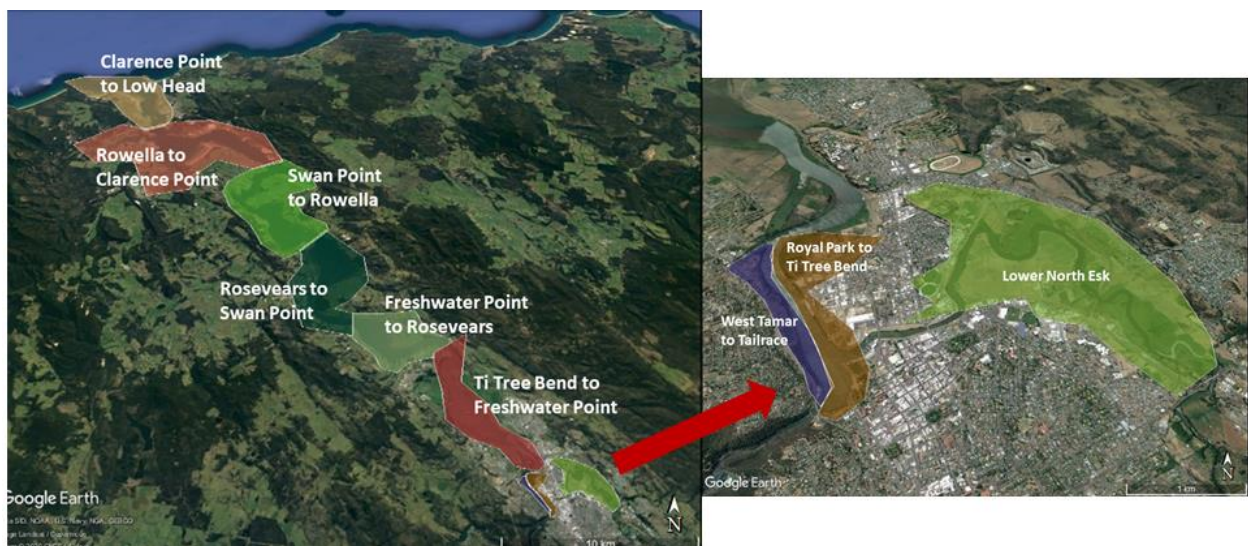 Clarence Point
to Low Head
Rowella to
Clarence Point
Swan Point
to Rowella
Rosevears to
Swan Point
Freshwater Point
to Rosevears
Ti Tree Bend to
Freshwater Point
Google Earth
N
10 km
Royal Park to
Ti Tree Bend
Lower North Esk
West Tamar
to Tailrace
Google Earth
N
1 km